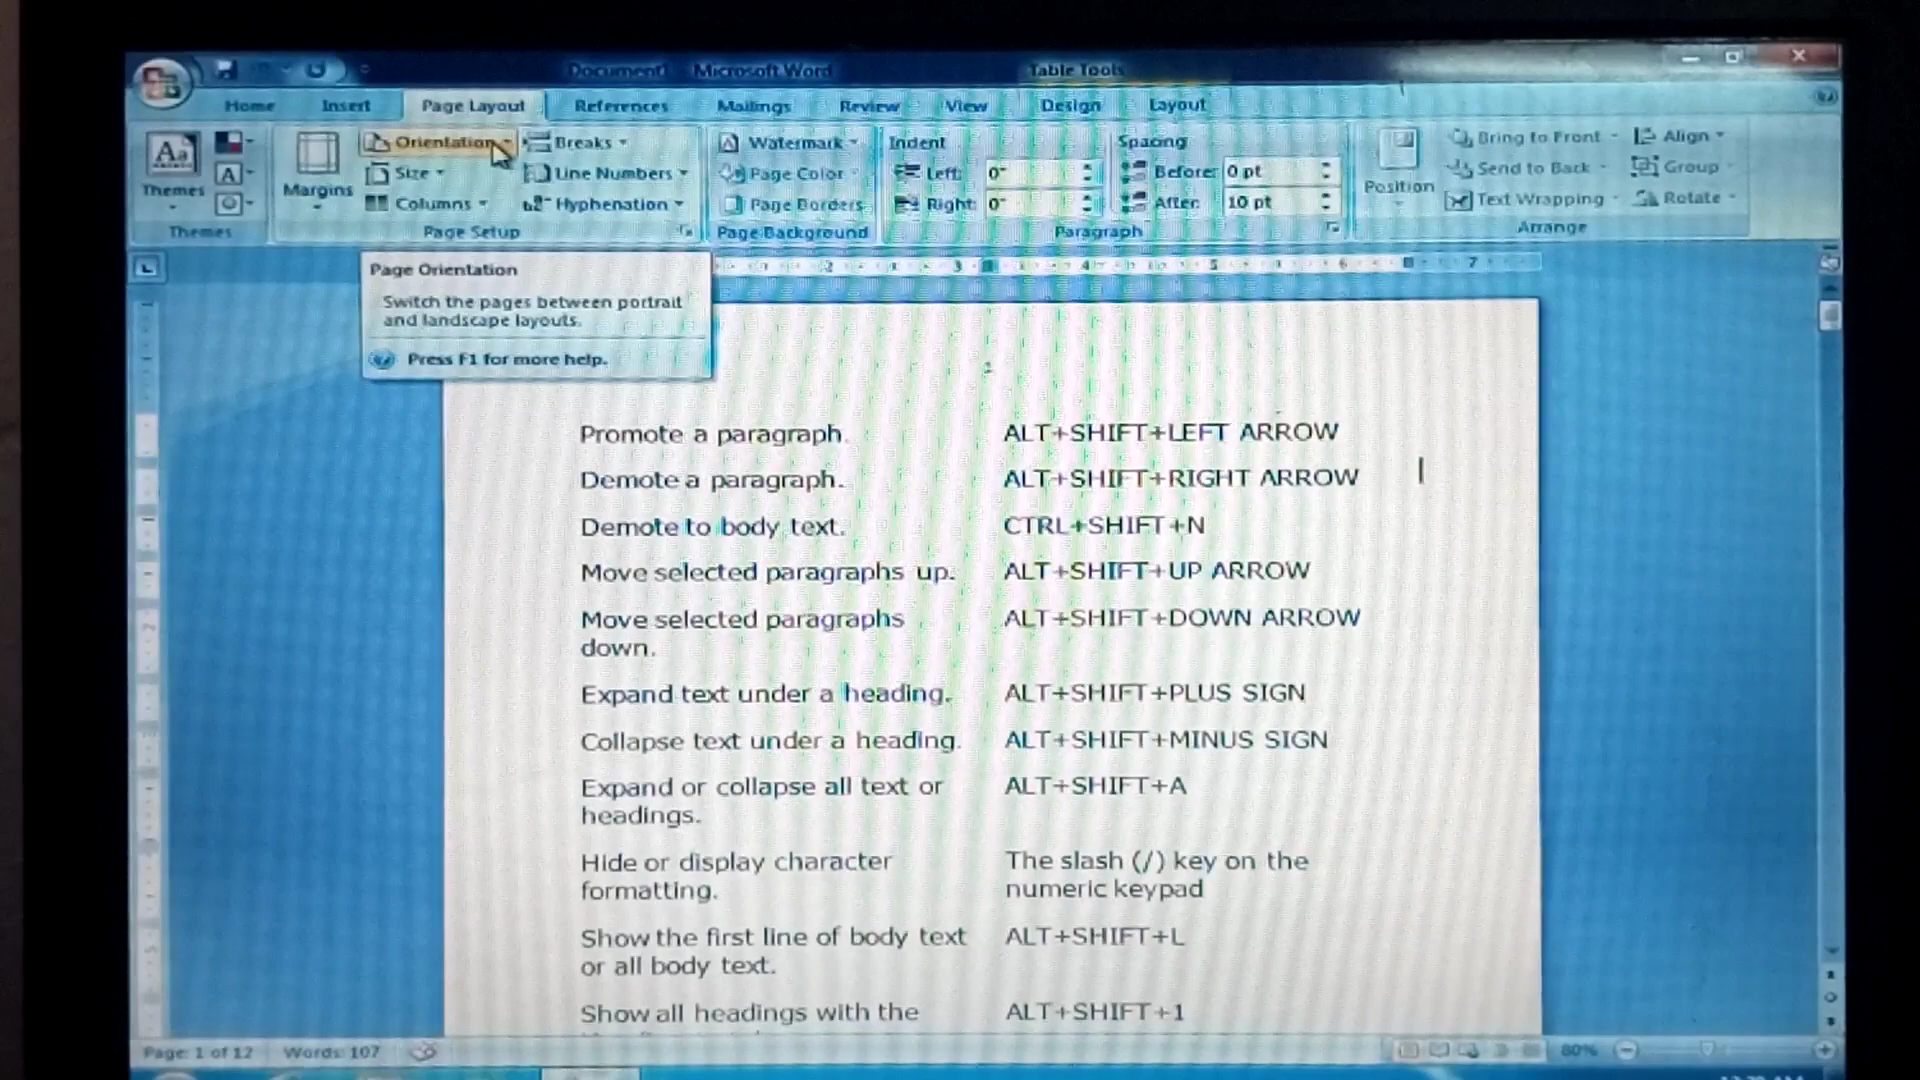 Document1 Microsoft Word Table Tools
Home Insert Page Layout References Mailings Review View Design Layout
Themes
Margins
Orientation
Size
Columns
Breaks
Line Numbers
Hyphenation
Watermark
Page Color
Page Borders
Indent
Left: 0"
Right: 0"
Spacing
Before: 0 pt
After: 10 pt
Position
Bring to Front
Send to Back
Text Wrapping
Align
Group
Rotate
Themes Page Setup Page Background Paragraph Arrange
Page Orientation
Switch the pages between portrait
and landscape layouts.
Press F1 for more help.
2 3 4 5 6 7
Promote a paragraph. ALT+SHIFT+LEFT ARROW
Demote a paragraph. ALT+SHIFT+RIGHT ARROW
Demote to body text. CTRL+SHIFT+N
Move selected paragraphs up. ALT+SHIFT+UP ARROW
Move selected paragraphs ALT+SHIFT+DOWN ARROW
down.
Expand text under a heading. ALT+SHIFT+PLUS SIGN
Collapse text under a heading. ALT+SHIFT+MINUS SIGN
Expand or collapse all text or ALT+SHIFT+A
headings.
Hide or display character The slash (/) key on the
formatting. numeric keypad
Show the first line of body text ALT+SHIFT+L
or all body text.
Show all headings with the ALT+SHIFT+1
Page: 1 of 12 Words: 107 80%